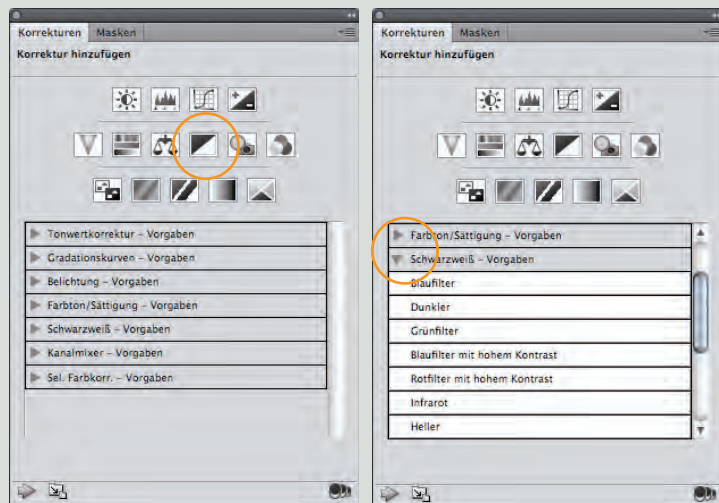 Korrekturen Masken
Korrektur hinzufügen
Tonwertkorrektur – Vorgaben
Gradationskurven – Vorgaben
Belichtung – Vorgaben
Farbton/Sättigung – Vorgaben
Schwarzweiß – Vorgaben
Kanalmixer – Vorgaben
Sel. Farbkorr. – Vorgaben
Korrekturen Masken
Korrektur hinzufügen
Farbton/Sättigung – Vorgaben
Schwarzweiß – Vorgaben
Blaufilter
Dunkler
Grünfilter
Blaufilter mit hohem Kontrast
Rotfilter mit hohem Kontrast
Infrarot
Heller